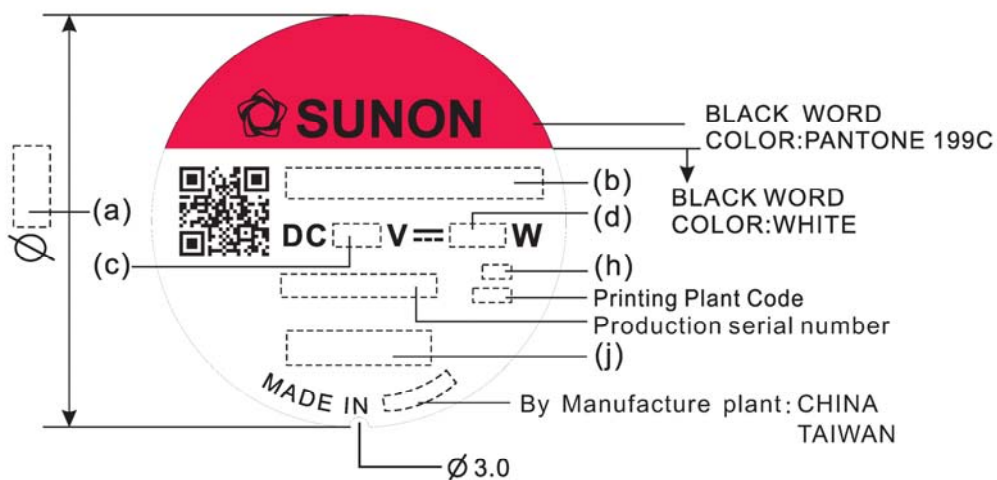 SUNON
BLACK WORD
COLOR:PANTONE 199C
(b)
BLACK WORD
COLOR:WHITE
(a)
Ø
DC V⎓ W
(d)
(c)
(h)
Printing Plant Code
Production serial number
(j)
MADE IN
By Manufacture plant: CHINA
TAIWAN
Ø 3.0